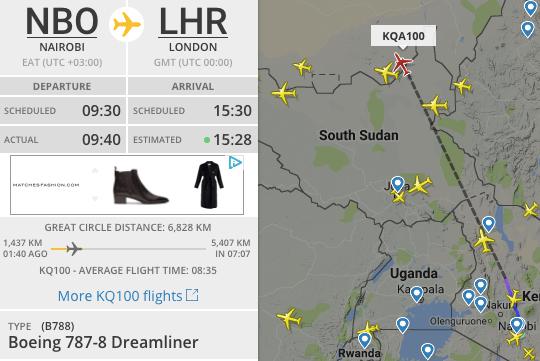 NBO LHR
NAIROBI LONDON
EAT (UTC +03:00) GMT (UTC 00:00)
DEPARTURE ARRIVAL
SCHEDULED 09:30 SCHEDULED 15:30
ACTUAL 09:40 ESTIMATED 15:28
MATCHESFASHION.COM
GREAT CIRCLE DISTANCE: 6,828 KM
1,437 KM 5,407 KM
01:40 AGO IN 07:07
KQ100 - AVERAGE FLIGHT TIME: 08:35
More KQ100 flights
TYPE (B788)
Boeing 787-8 Dreamliner
KQA100
South Sudan
Uganda
Kampala
Nakuru
Ken
Olenguruone
Nairobi
Rwanda